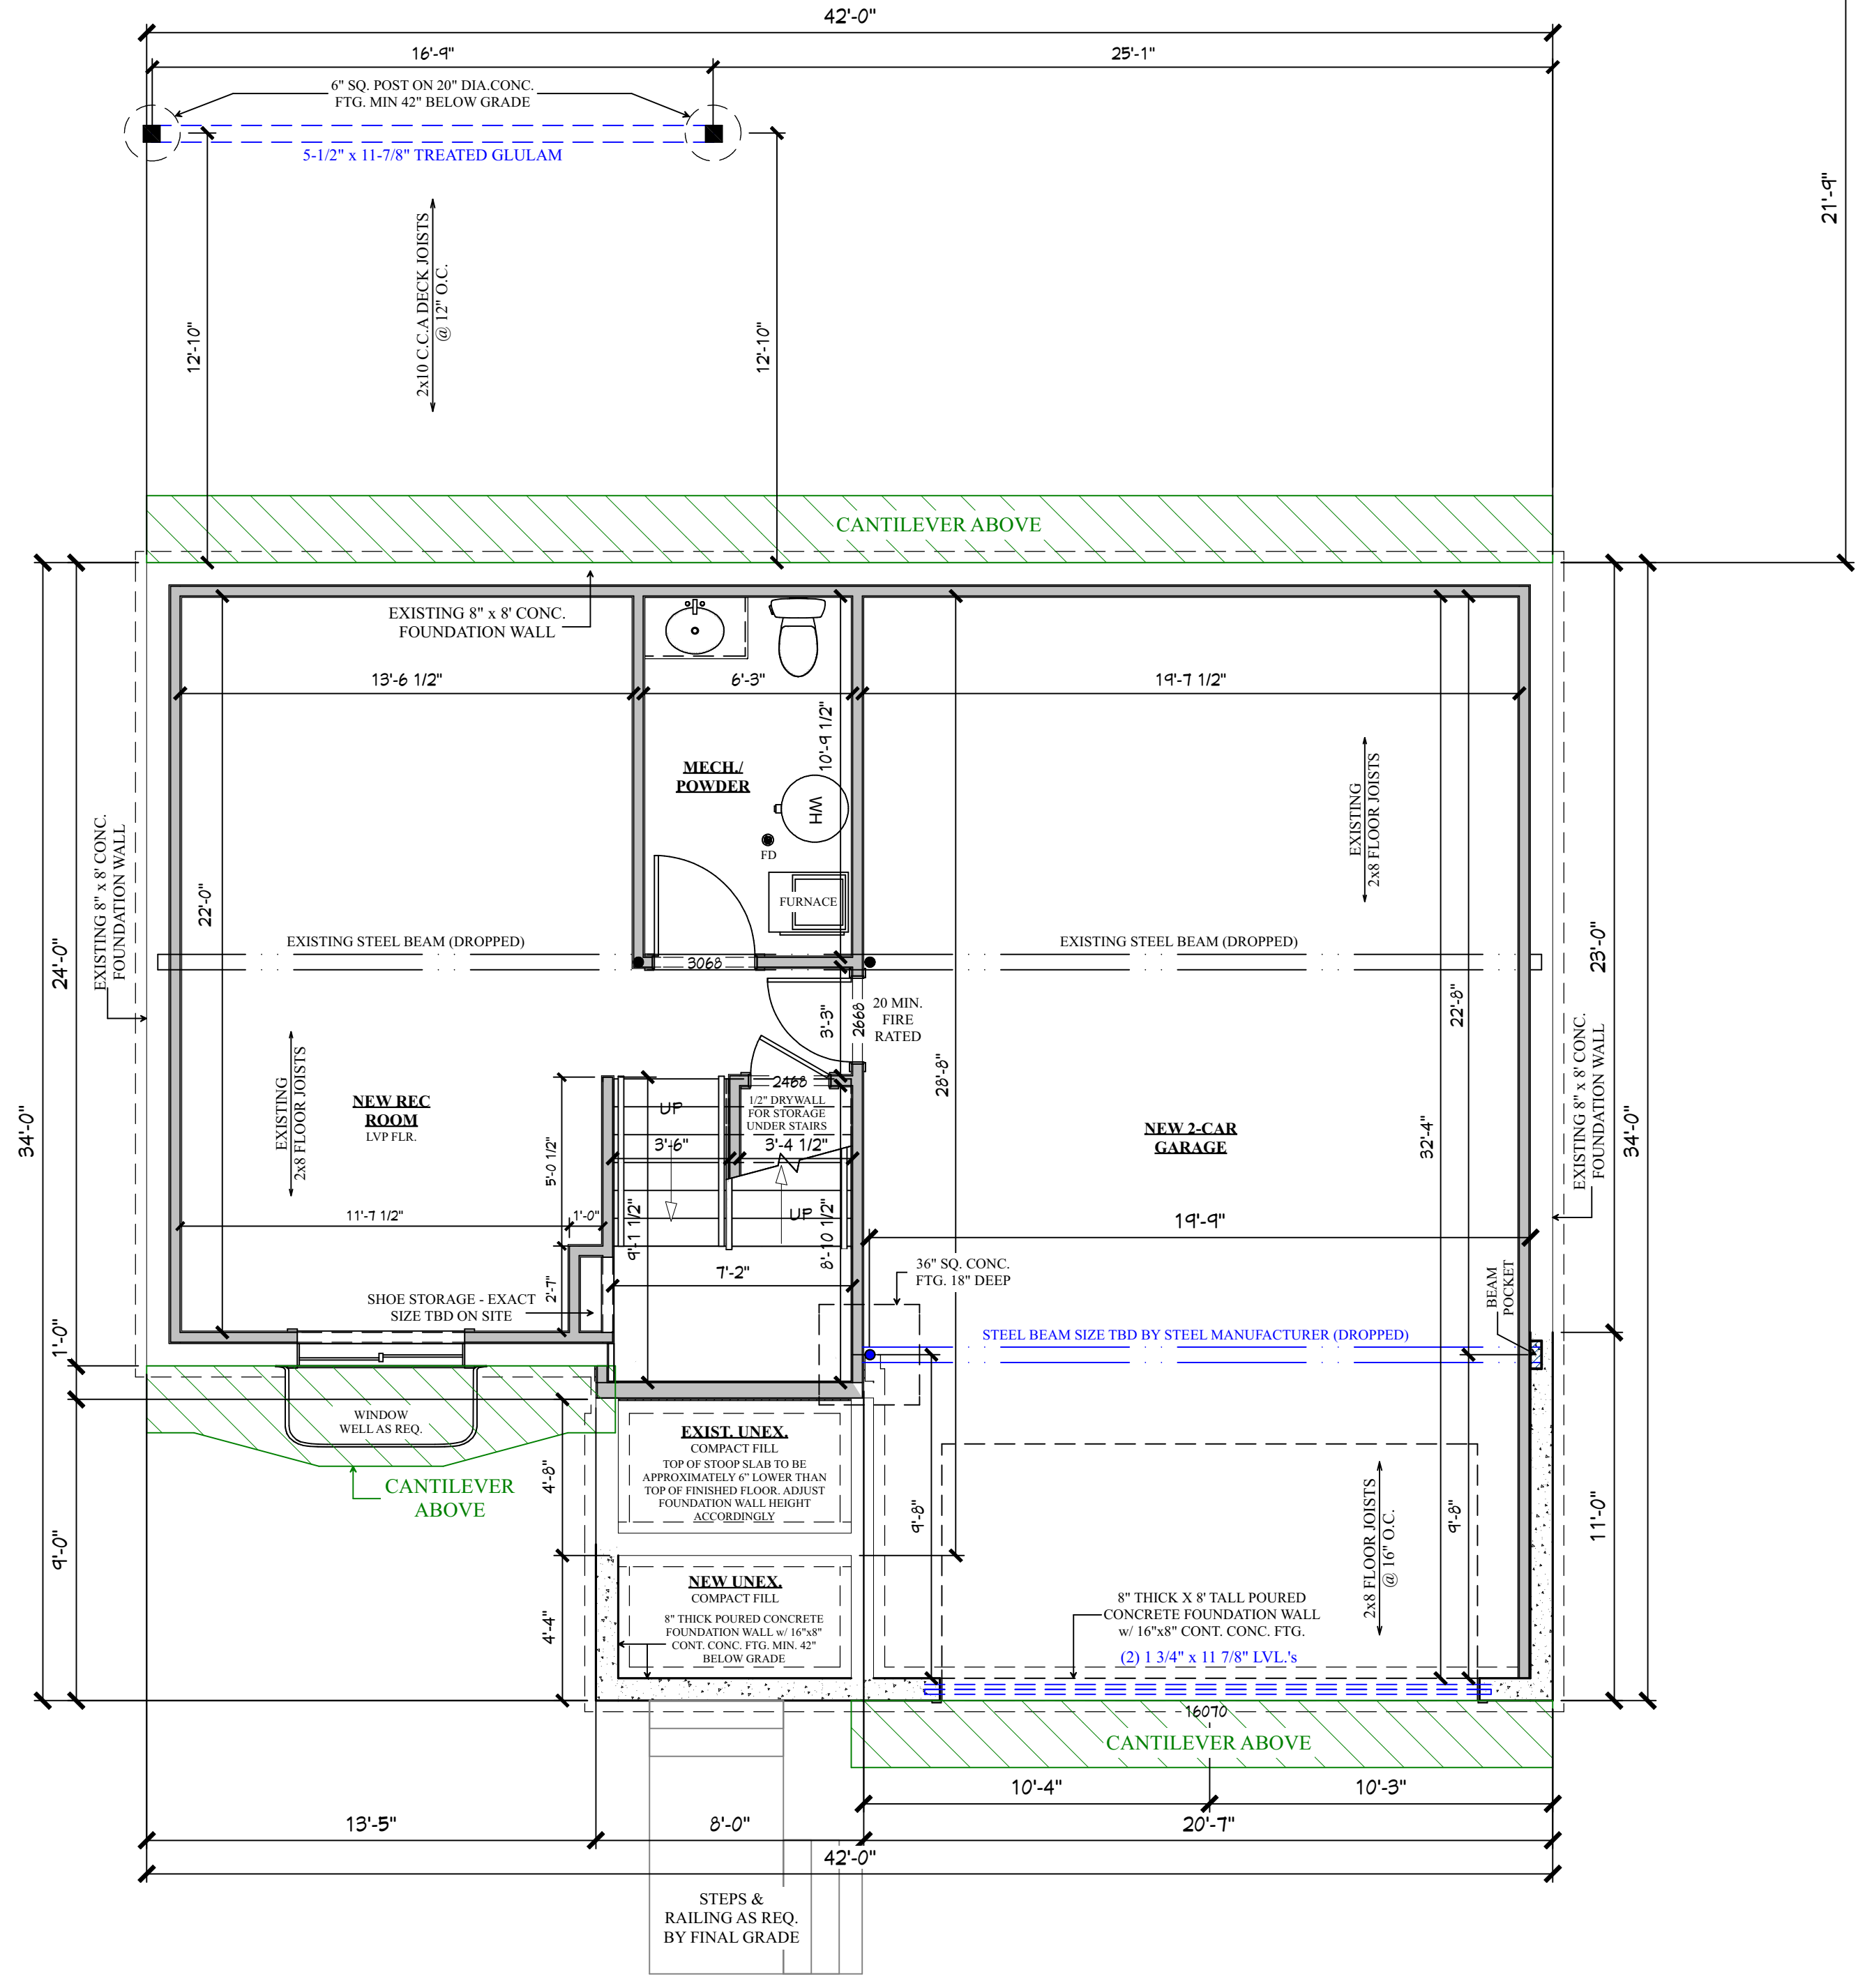 42'-0"
16'-9"
25'-1"
6" SQ. POST ON 20" DIA.CONC.
FTG. MIN 42" BELOW GRADE
5-1/2" x 11-7/8" TREATED GLULAM
21'-9"
2x10 C.C.A DECK JOISTS
@ 12" O.C.
12'-10"
12'-10"
CANTILEVER ABOVE
EXISTING 8" x 8' CONC.
FOUNDATION WALL
13'-6 1/2"
6'-3"
19'-7 1/2"
10'-9 1/2"
MECH./
POWDER
WH
FD
FURNACE
EXISTING
2x8 FLOOR JOISTS
EXISTING 8" x 8' CONC.
FOUNDATION WALL
22'-0"
24'-0"
23'-0"
EXISTING STEEL BEAM (DROPPED)
EXISTING STEEL BEAM (DROPPED)
3068
20 MIN.
FIRE
RATED
2668
3'-3"
22'-8"
28'-8"
EXISTING
2x8 FLOOR JOISTS
NEW REC
ROOM
LVP FLR.
UP
2468
1/2" DRYWALL
FOR STORAGE
UNDER STAIRS
3'-6"
3'-4 1/2"
34'-0"
NEW 2-CAR
GARAGE
32'-4"
EXISTING 8" x 8' CONC.
FOUNDATION WALL
34'-0"
5'-0 1/2"
11'-7 1/2"
1'-0"
9'-1 1/2"
UP
8'-10 1/2"
19'-9"
7'-2"
2'-7"
SHOE STORAGE - EXACT
SIZE TBD ON SITE
36" SQ. CONC.
FTG. 18" DEEP
BEAM
POCKET
STEEL BEAM SIZE TBD BY STEEL MANUFACTURER (DROPPED)
1'-0"
WINDOW
WELL AS REQ.
CANTILEVER
ABOVE
EXIST. UNEX.
COMPACT FILL
TOP OF STOOP SLAB TO BE
APPROXIMATELY 6" LOWER THAN
TOP OF FINISHED FLOOR. ADJUST
FOUNDATION WALL HEIGHT
ACCORDINGLY
4'-8"
9'-0"
9'-8"
9'-8"
2x8 FLOOR JOISTS
@ 16" O.C.
11'-0"
NEW UNEX.
COMPACT FILL
8" THICK POURED CONCRETE
FOUNDATION WALL w/ 16"x8"
CONT. CONC. FTG. MIN. 42"
BELOW GRADE
4'-4"
8" THICK X 8' TALL POURED
CONCRETE FOUNDATION WALL
w/ 16"x8" CONT. CONC. FTG.
(2) 1 3/4" x 11 7/8" LVL.'s
16070
CANTILEVER ABOVE
10'-4"
10'-3"
13'-5"
8'-0"
20'-7"
42'-0"
STEPS &
RAILING AS REQ.
BY FINAL GRADE